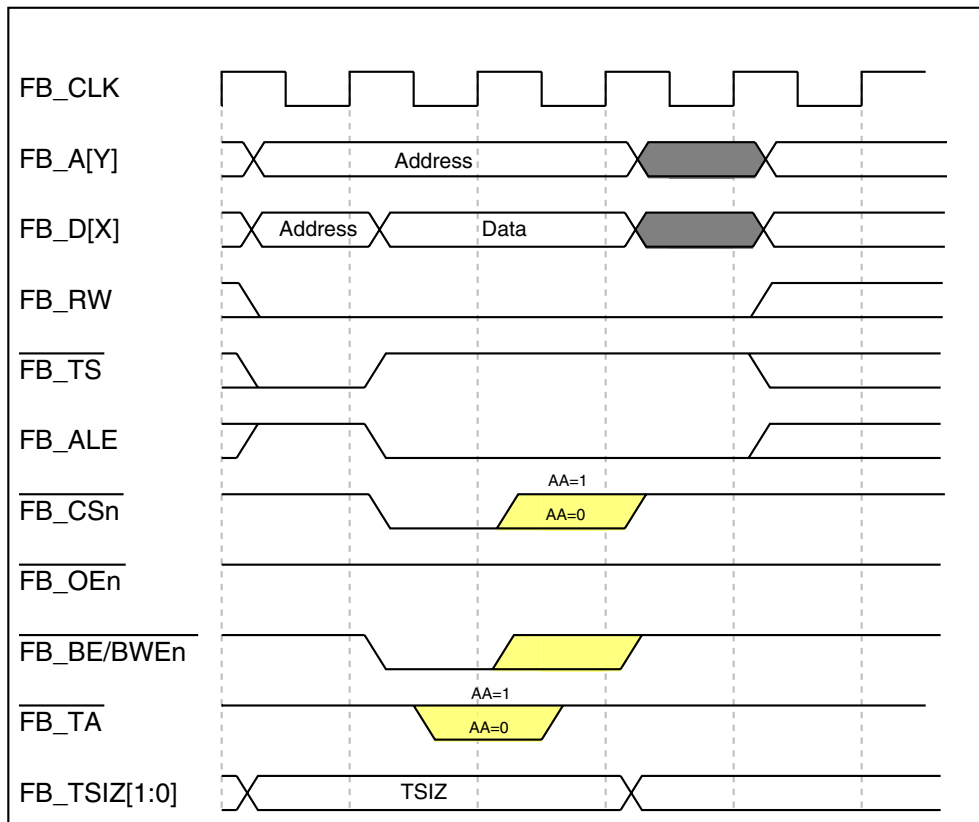 FB_CLK
FB_A[Y]
Address
FB_D[X]
Address
Data
FB_RW
FB_TS
FB_ALE
AA=1
FB_CSn
AA=0
FB_OEn
FB_BE/BWEn
AA=1
FB_TA
AA=0
FB_TSIZ[1:0]
TSIZ